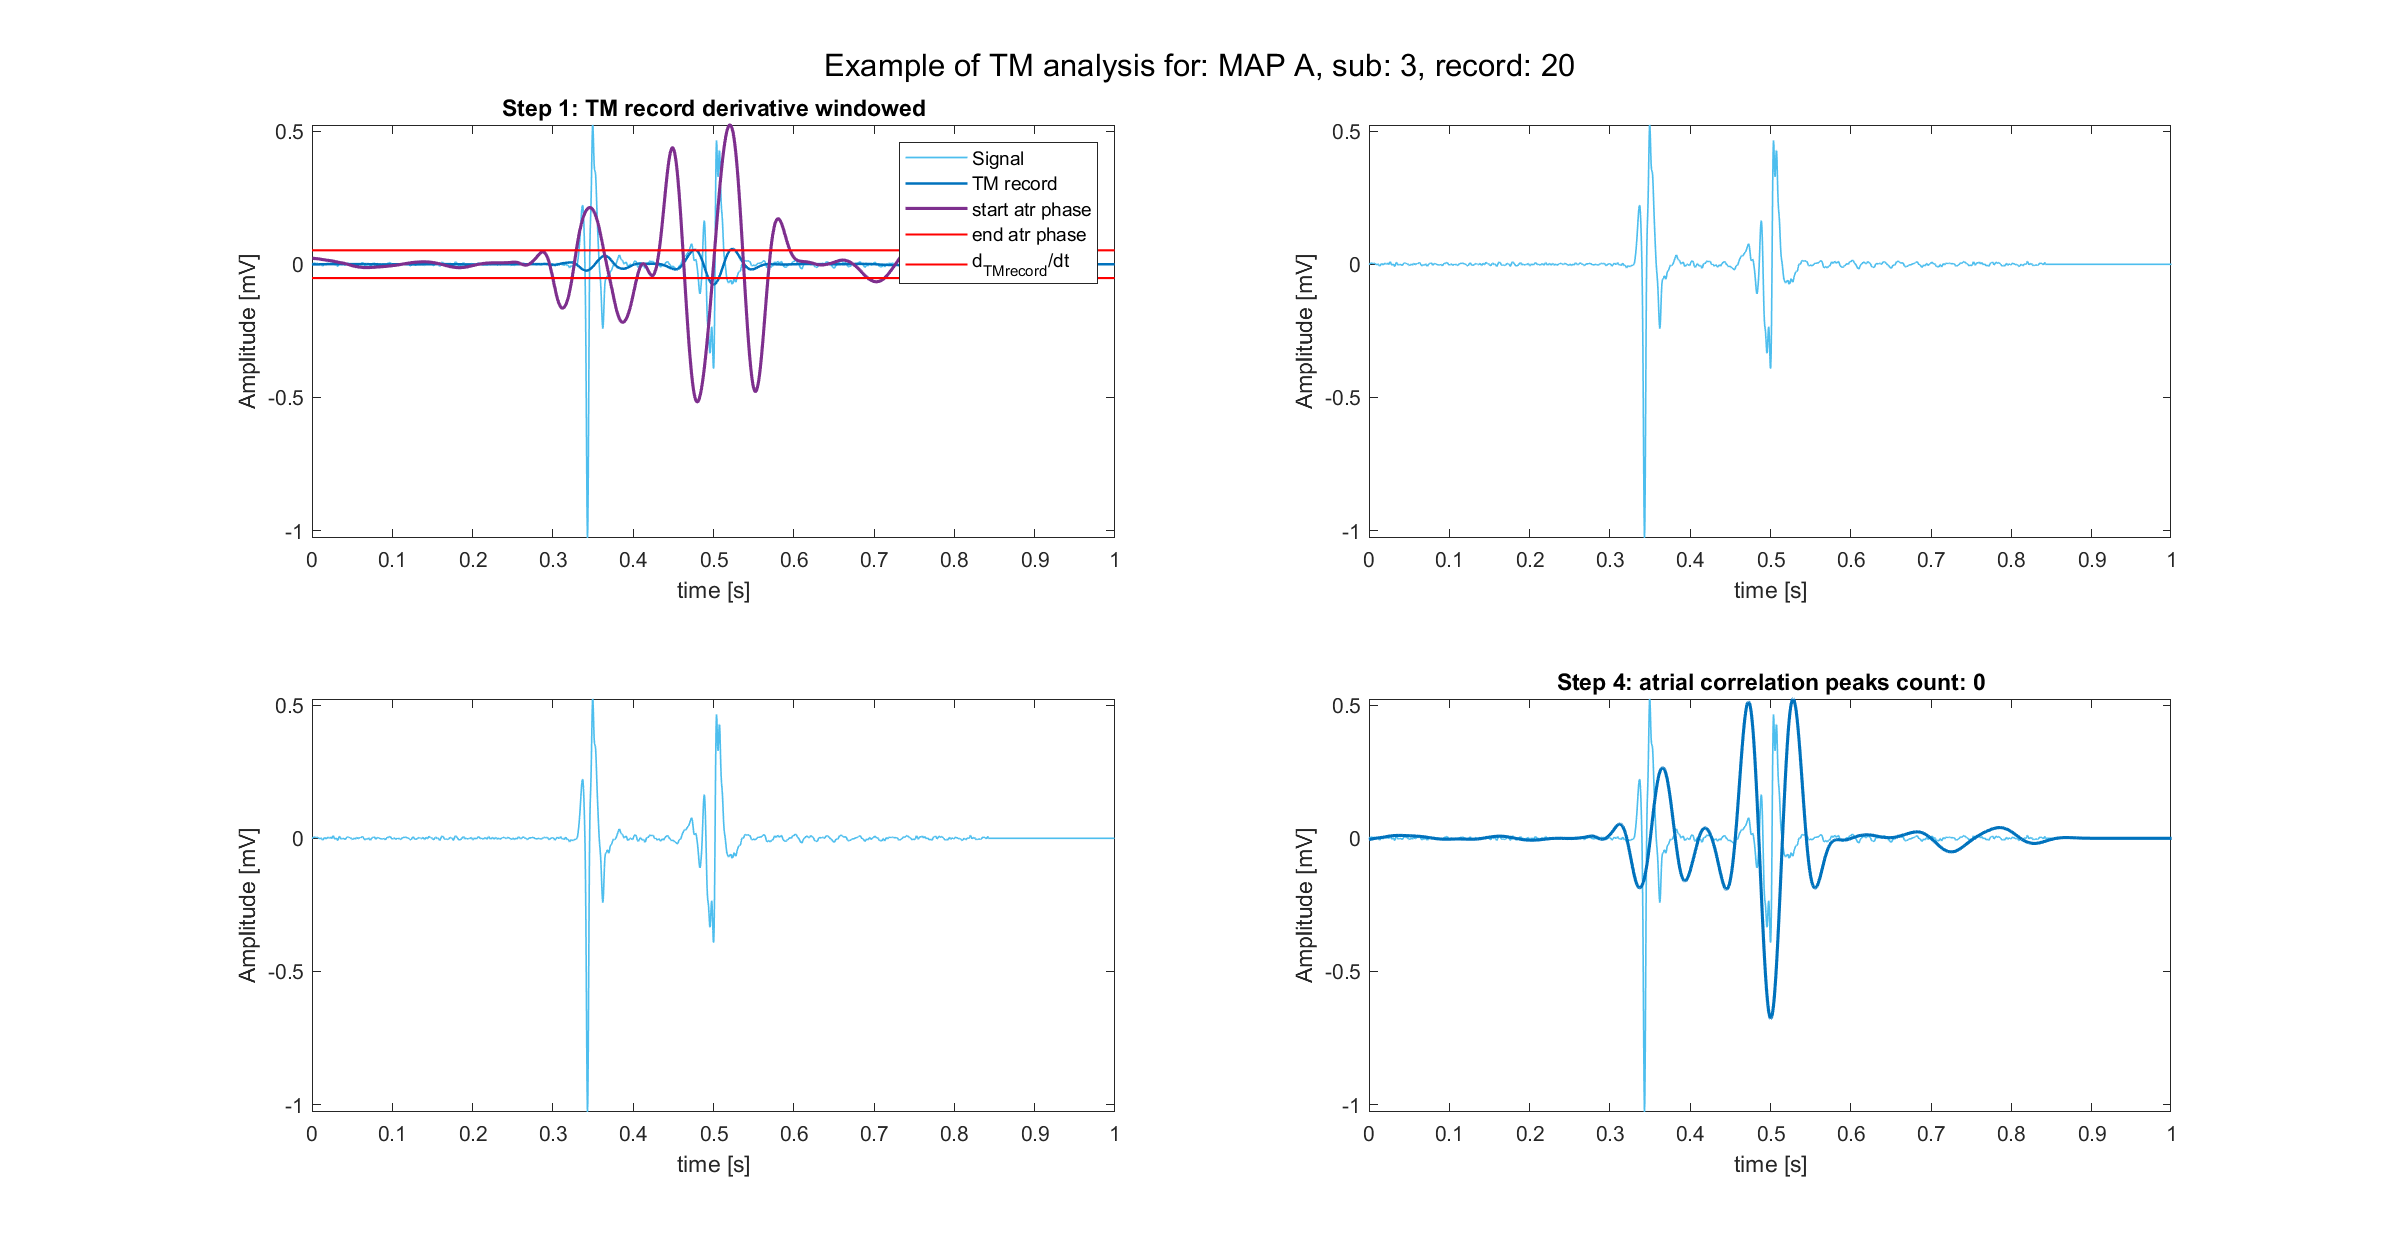 Example of TM analysis for: MAP A, sub: 3, record: 20
Step 1: TM record derivative windowed
Signal
TM record
start atr phase
end atr phase
d_TMrecord/dt
0.5
0
-0.5
-1
Amplitude [mV]
0 0.1 0.2 0.3 0.4 0.5 0.6 0.7 0.8 0.9 1
time [s]
0.5
0
-0.5
-1
Amplitude [mV]
0 0.1 0.2 0.3 0.4 0.5 0.6 0.7 0.8 0.9 1
time [s]
0.5
0
-0.5
-1
Amplitude [mV]
0 0.1 0.2 0.3 0.4 0.5 0.6 0.7 0.8 0.9 1
time [s]
Step 4: atrial correlation peaks count: 0
0.5
0
-0.5
-1
Amplitude [mV]
0 0.1 0.2 0.3 0.4 0.5 0.6 0.7 0.8 0.9 1
time [s]